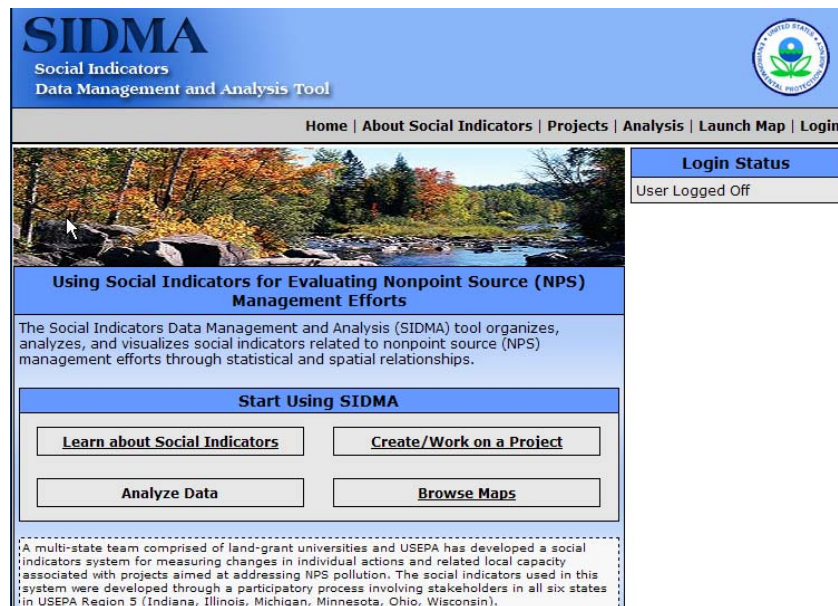 SIDMA
Social Indicators
Data Management and Analysis Tool
UNITED STATES
ENVIRONMENTAL PROTECTION AGENCY
Home | About Social Indicators | Projects | Analysis | Launch Map | Login
Login Status
User Logged Off
Using Social Indicators for Evaluating Nonpoint Source (NPS)
Management Efforts
The Social Indicators Data Management and Analysis (SIDMA) tool organizes,
analyzes, and visualizes social indicators related to nonpoint source (NPS)
management efforts through statistical and spatial relationships.
Start Using SIDMA
Learn about Social Indicators
Create/Work on a Project
Analyze Data
Browse Maps
A multi-state team comprised of land-grant universities and USEPA has developed a social
indicators system for measuring changes in individual actions and related local capacity
associated with projects aimed at addressing NPS pollution. The social indicators used in this
system were developed through a participatory process involving stakeholders in all six states
in USEPA Region 5 (Indiana, Illinois, Michigan, Minnesota, Ohio, Wisconsin).